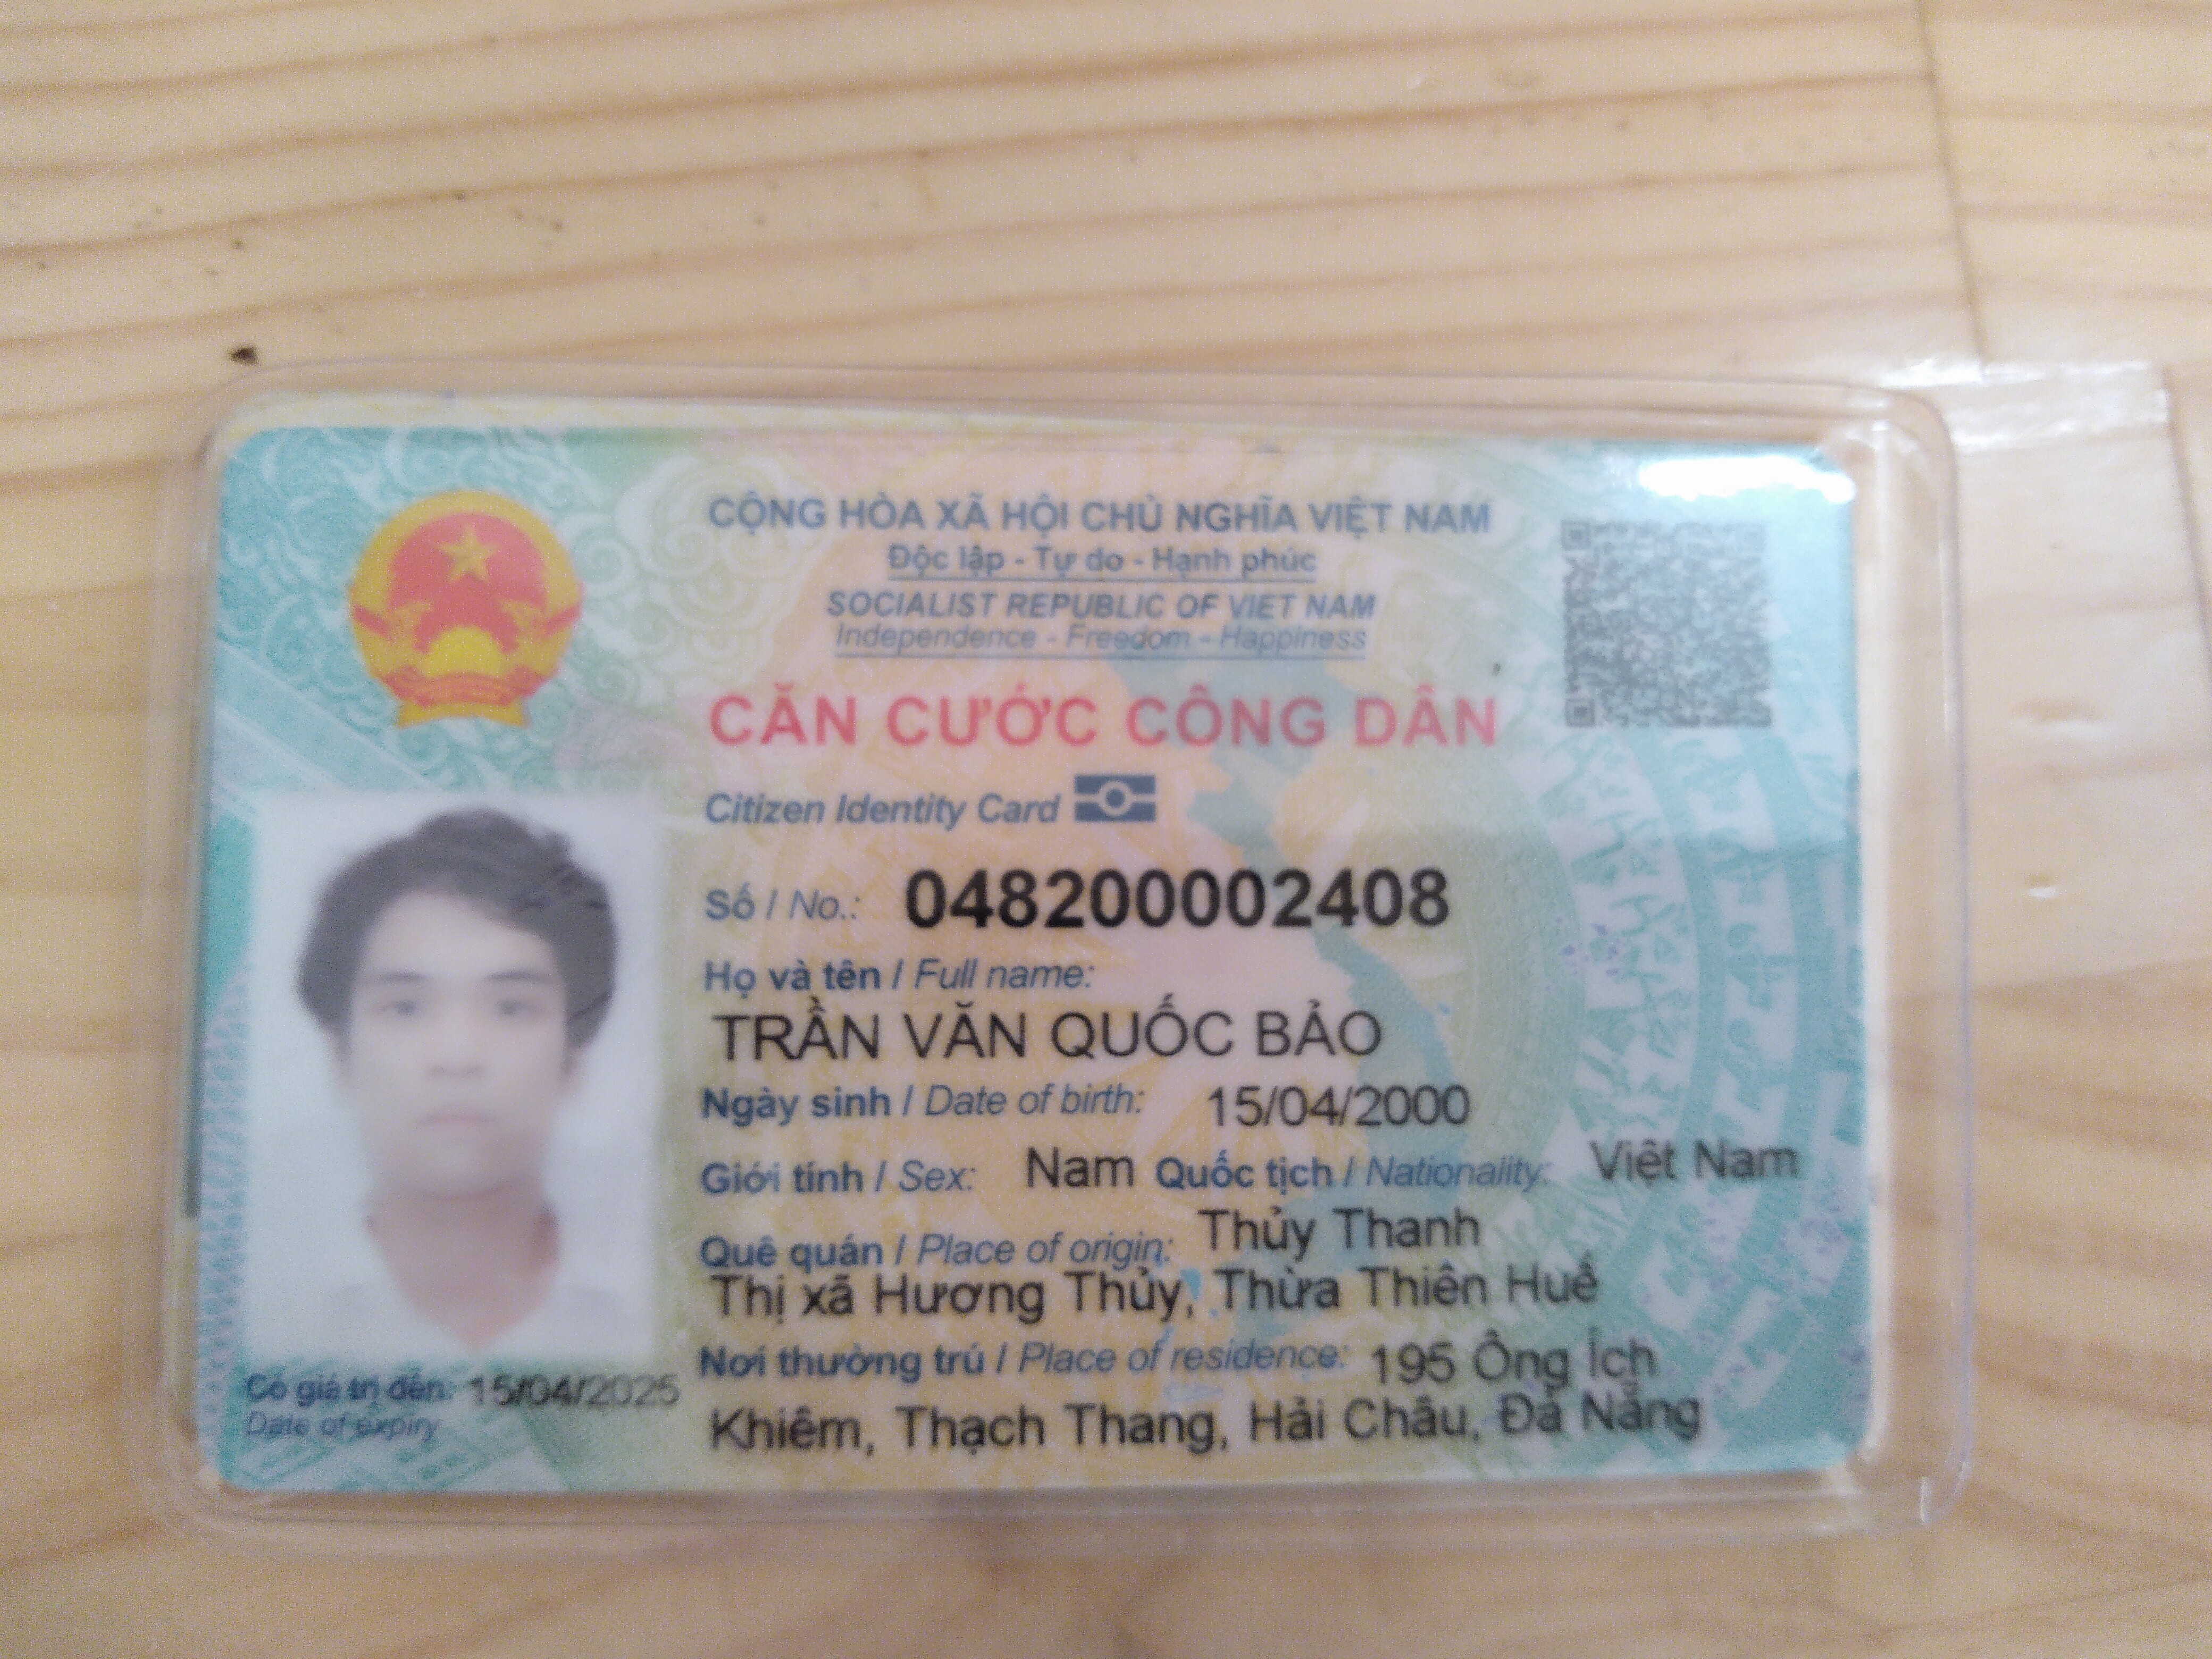 CỘNG HÒA XÃ HỘI CHỦ NGHĨA VIỆT NAM
Độc lập - Tự do - Hạnh phúc
SOCIALIST REPUBLIC OF VIET NAM
Independence - Freedom - Happiness
CĂN CƯỚC CÔNG DÂN
Citizen Identity Card
Số / No.: 048200002408
Họ và tên / Full name:
TRẦN VĂN QUỐC BẢO
Ngày sinh / Date of birth: 15/04/2000
Giới tính / Sex: Nam Quốc tịch / Nationality: Việt Nam
Quê quán / Place of origin: Thủy Thanh
Thị xã Hương Thủy, Thừa Thiên Huế
Nơi thường trú / Place of residence: 195 Ông Ích
Khiêm, Thạch Thang, Hải Châu, Đà Nẵng
Có giá trị đến: 15/04/2025
Date of expiry